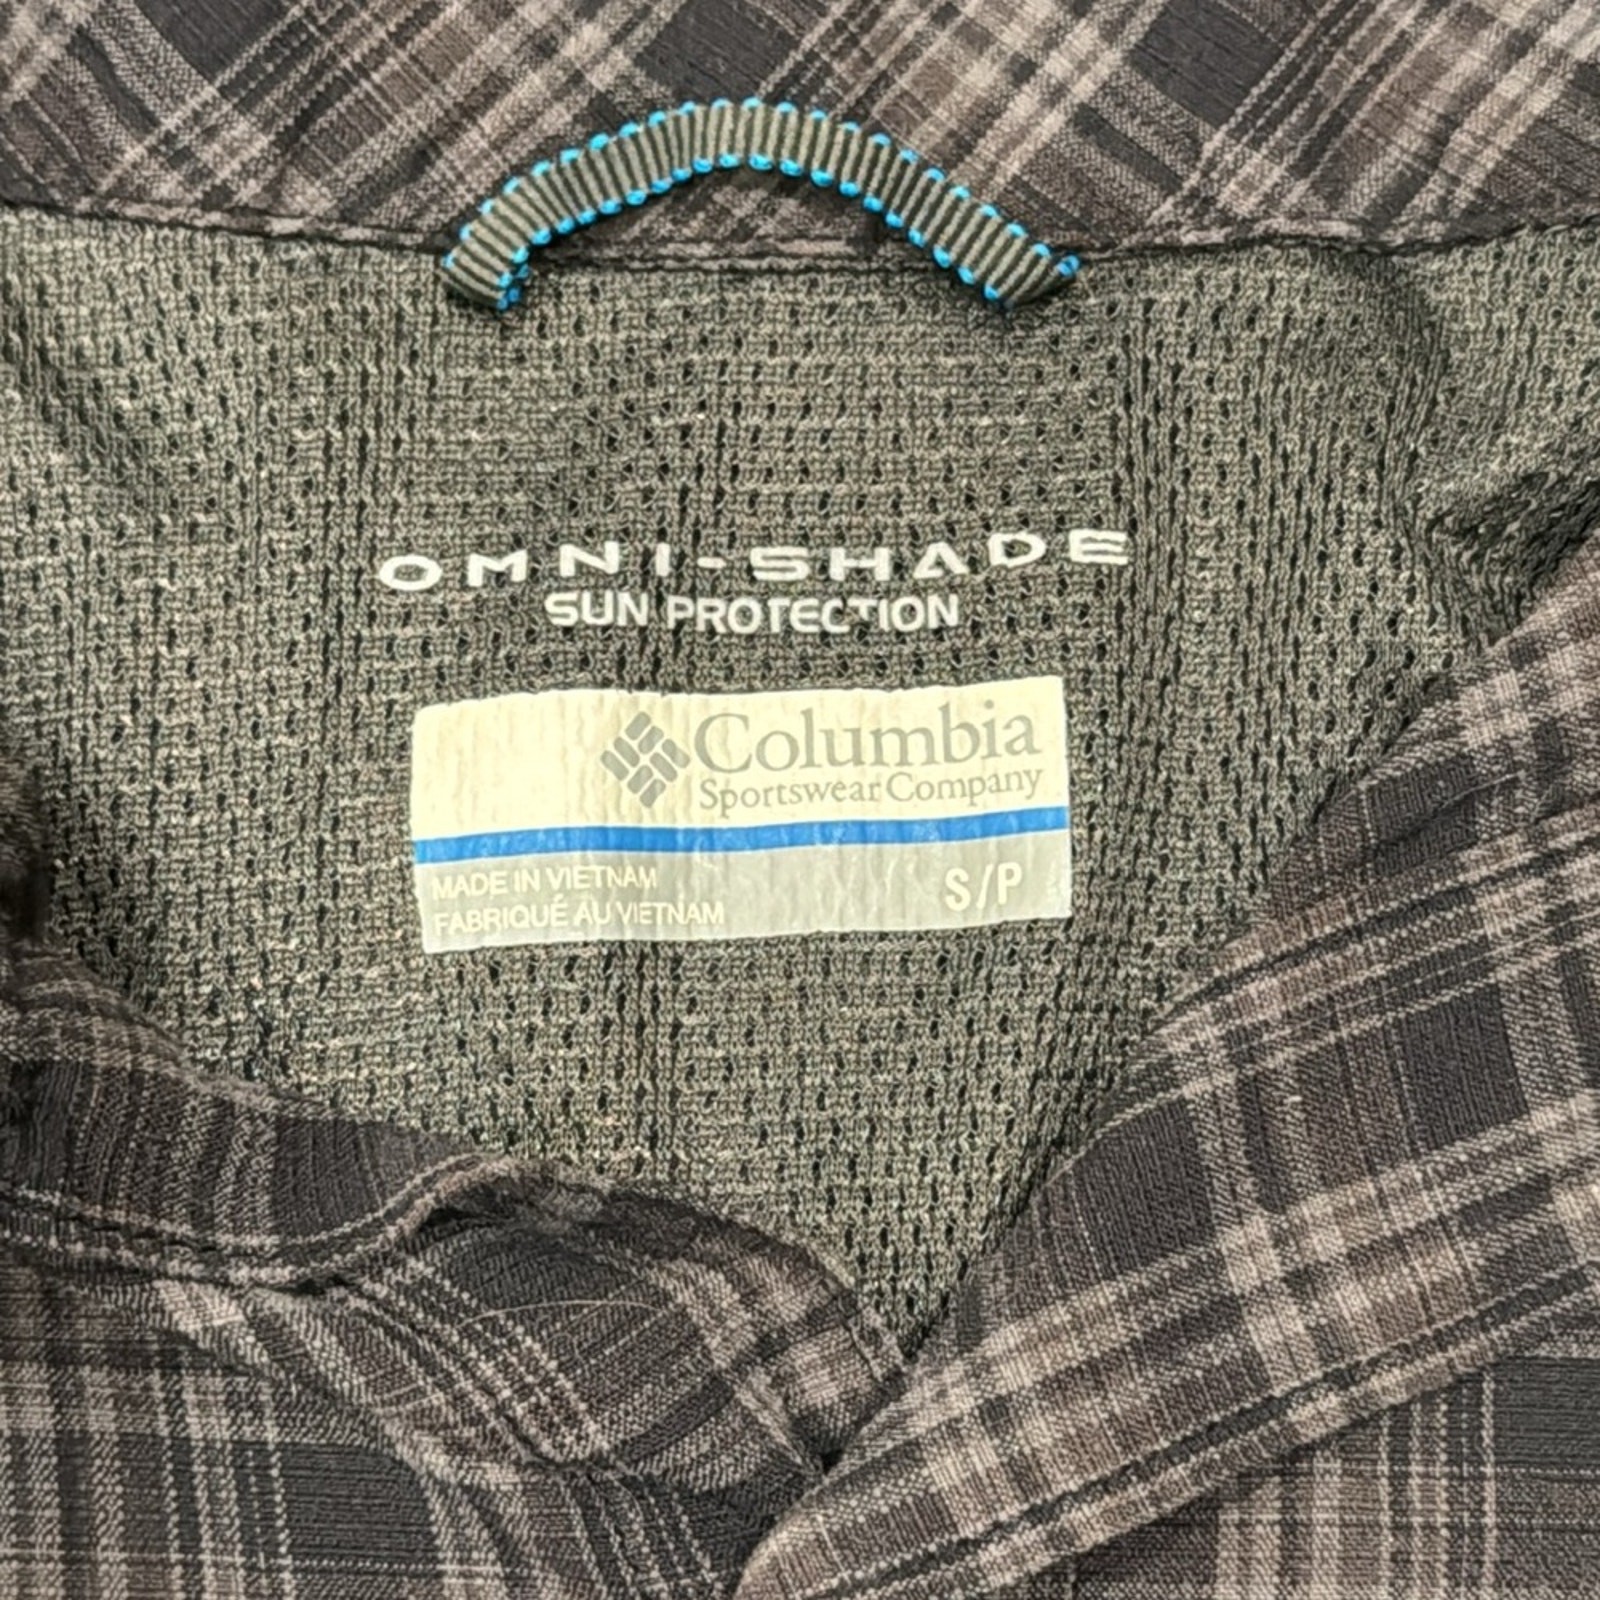 OMNI-SHADE
SUN PROTECTION
Columbia
Sportswear Company
MADE IN VIETNAM
FABRIQUÉ AU VIETNAM
S/P